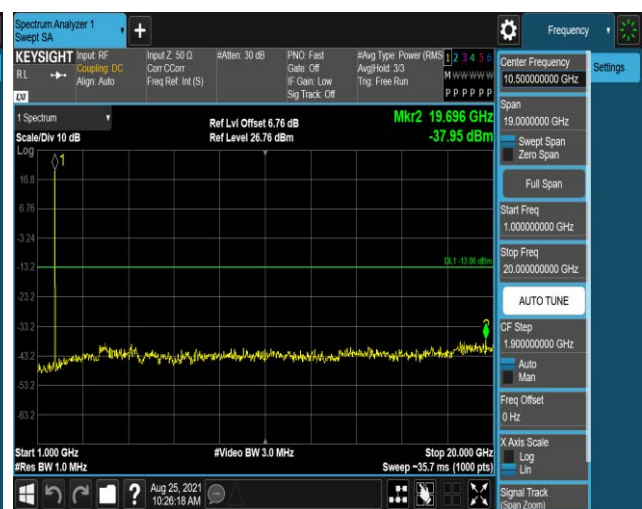 Spectrum Analyzer 1
Swept SA
+
Frequency
KEYSIGHT
RL
LXI
Input: RF
Coupling: DC
Align: Auto
Input Z: 50 Ω
Corr CCorr
Freq Ref: Int (S)
#Atten: 30 dB
PNO: Fast
Gate: Off
IF Gain: Low
Sig Track: Off
#Avg Type: Power (RMS
Avg|Hold: 3/3
Trig: Free Run
1 2 3 4 5 6
M W W W W W
P P P P P P
1 Spectrum
Scale/Div 10 dB
Log
Ref Lvl Offset 6.76 dB
Ref Level 26.76 dBm
Mkr2 19.696 GHz
-37.95 dBm
1
16.8
6.76
-3.24
-13.2
DL1 -13.00 dBm
-23.2
-33.2
2
-43.2
-53.2
-63.2
Start 1.000 GHz
#Res BW 1.0 MHz
#Video BW 3.0 MHz
Stop 20.000 GHz
Sweep ~35.7 ms (1000 pts)
?
Aug 25, 2021
10:26:18 AM
Center Frequency
10.500000000 GHz
Settings
Span
19.0000000 GHz
Swept Span
Zero Span
Full Span
Start Freq
1.000000000 GHz
Stop Freq
20.000000000 GHz
AUTO TUNE
CF Step
1.900000000 GHz
Auto
Man
Freq Offset
0 Hz
X Axis Scale
Log
Lin
Signal Track
(Span Zoom)